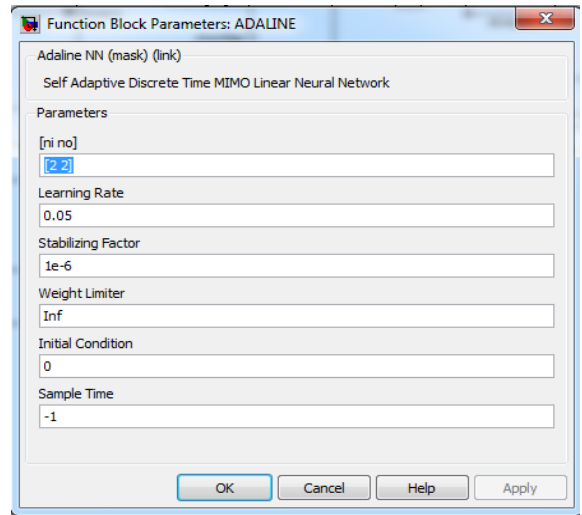 Function Block Parameters: ADALINE
Adaline NN (mask) (link)
Self Adaptive Discrete Time MIMO Linear Neural Network
Parameters
[ni no]
[2 2]
Learning Rate
0.05
Stabilizing Factor
1e-6
Weight Limiter
Inf
Initial Condition
0
Sample Time
-1
OK Cancel Help Apply